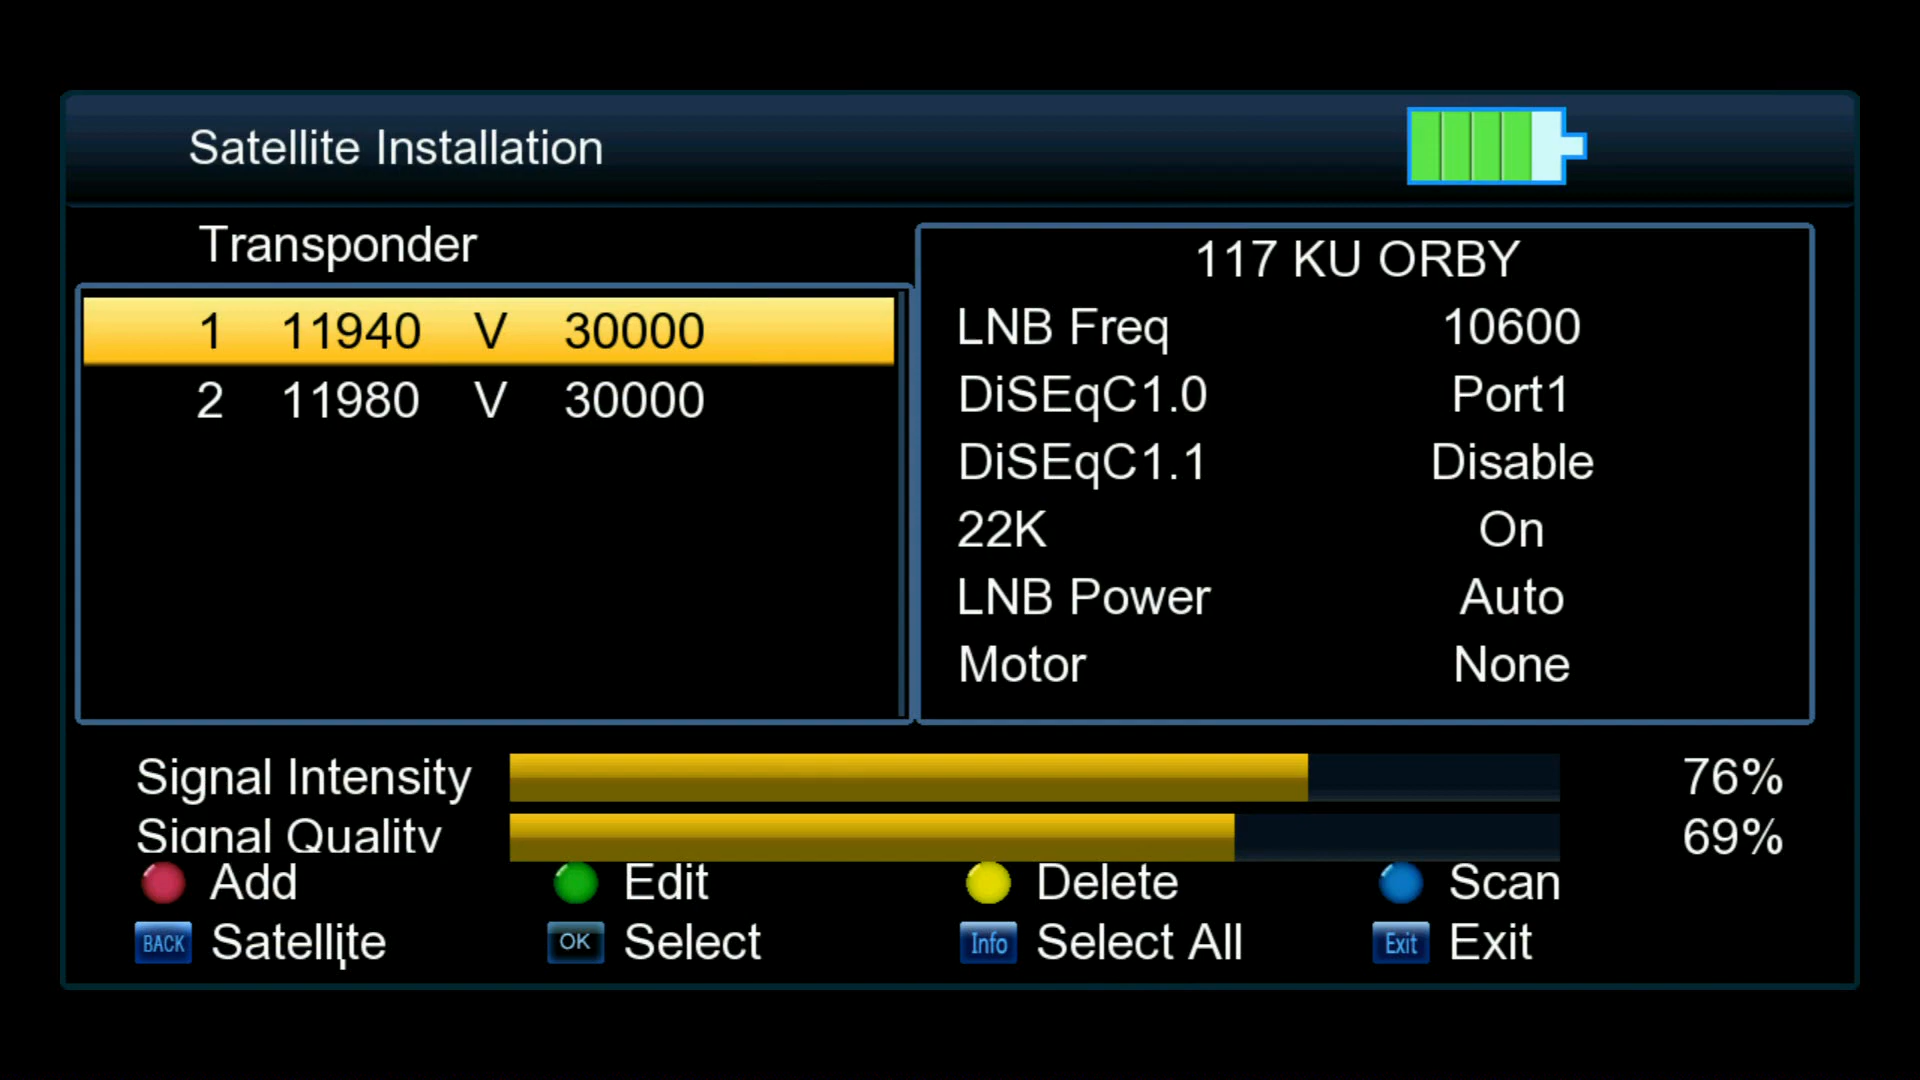 Satellite Installation
Transponder
1 11940 V 30000
2 11980 V 30000
117 KU ORBY
LNB Freq 10600
DiSEqC1.0 Port1
DiSEqC1.1 Disable
22K On
LNB Power Auto
Motor None
Signal Intensity 76%
Signal Quality 69%
Add Edit Delete Scan
BACK Satellite OK Select Info Select All Exit Exit